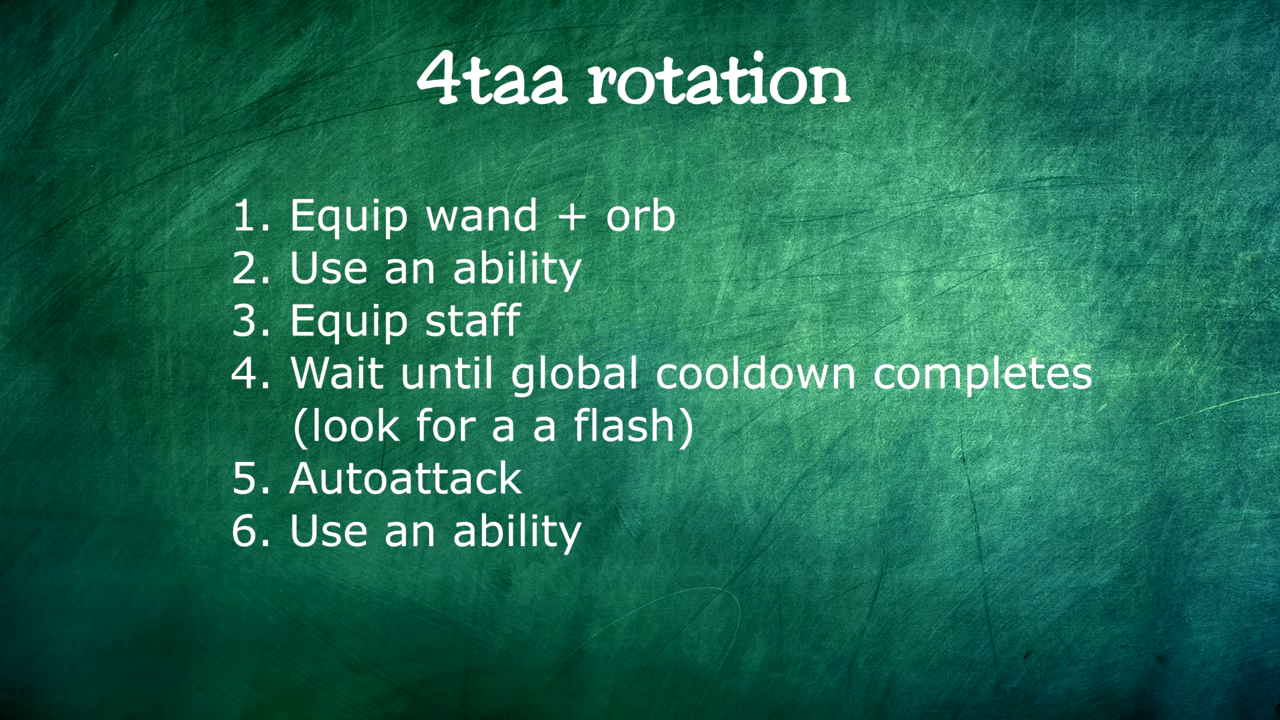 4taa rotation
1. Equip wand + orb
2. Use an ability
3. Equip staff
4. Wait until global cooldown completes
(look for a a flash)
5. Autoattack
6. Use an ability